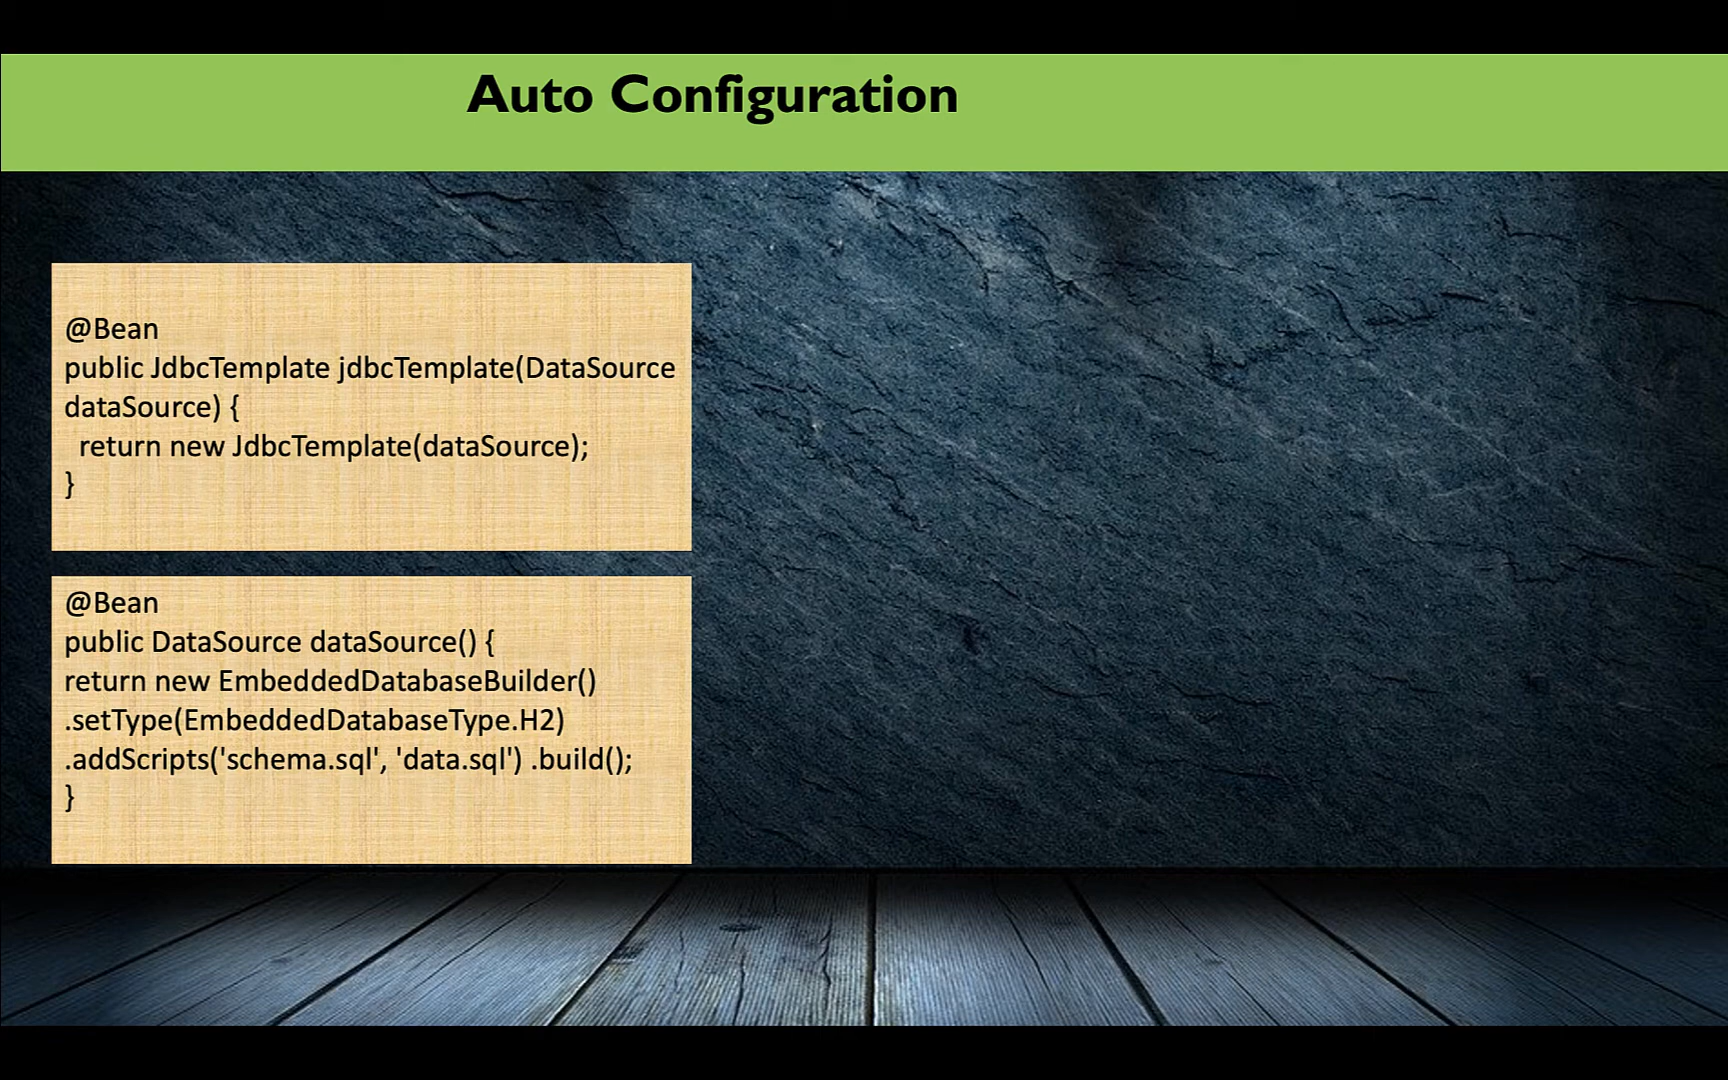 Auto Configuration
@Bean
public JdbcTemplate jdbcTemplate(DataSource
dataSource) {
  return new JdbcTemplate(dataSource);
}
@Bean
public DataSource dataSource() {
return new EmbeddedDatabaseBuilder()
.setType(EmbeddedDatabaseType.H2)
.addScripts('schema.sql', 'data.sql') .build();
}